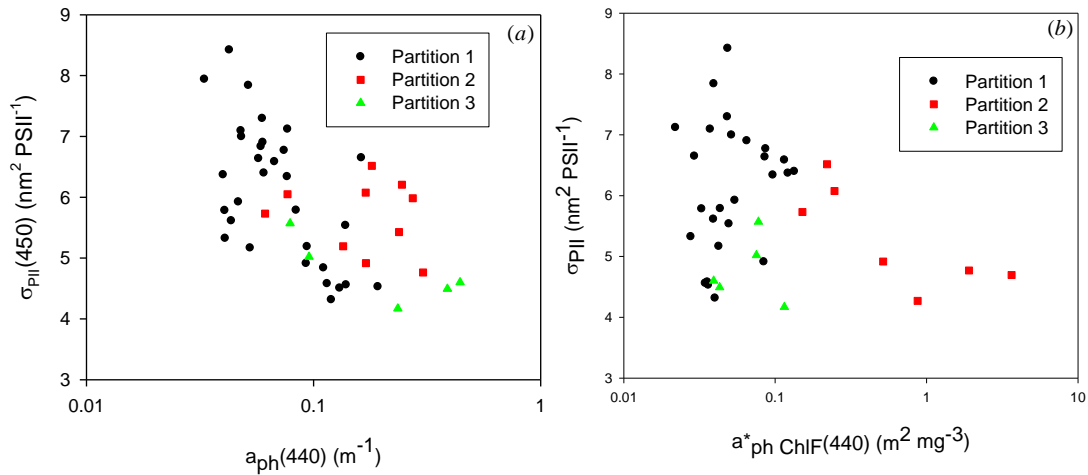 (a)
Partition 1
Partition 2
Partition 3
9
8
7
6
5
4
3
0.01
0.1
1
σPII(450) (nm² PSII⁻¹)
aph(440) (m⁻¹)
(b)
Partition 1
Partition 2
Partition 3
9
8
7
6
5
4
3
0.01
0.1
1
10
σPII (nm² PSII⁻¹)
a*ph ChlF(440) (m² mg⁻³)